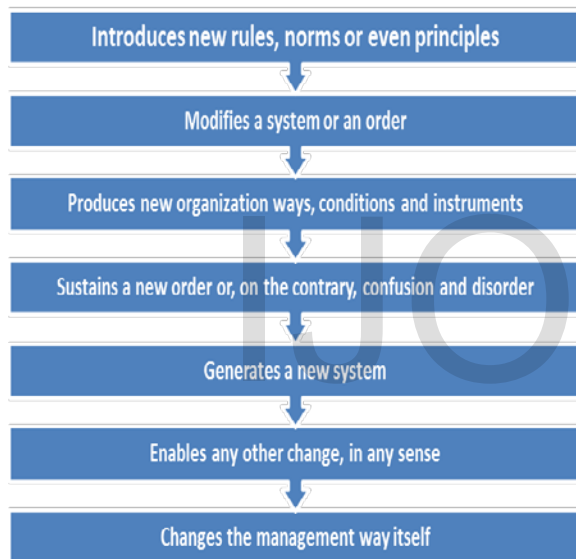 Introduces new rules, norms or even principles
Modifies a system or an order
Produces new organization ways, conditions and instruments
Sustains a new order or, on the contrary, confusion and disorder
Generates a new system
Enables any other change, in any sense
Changes the management way itself
IJO